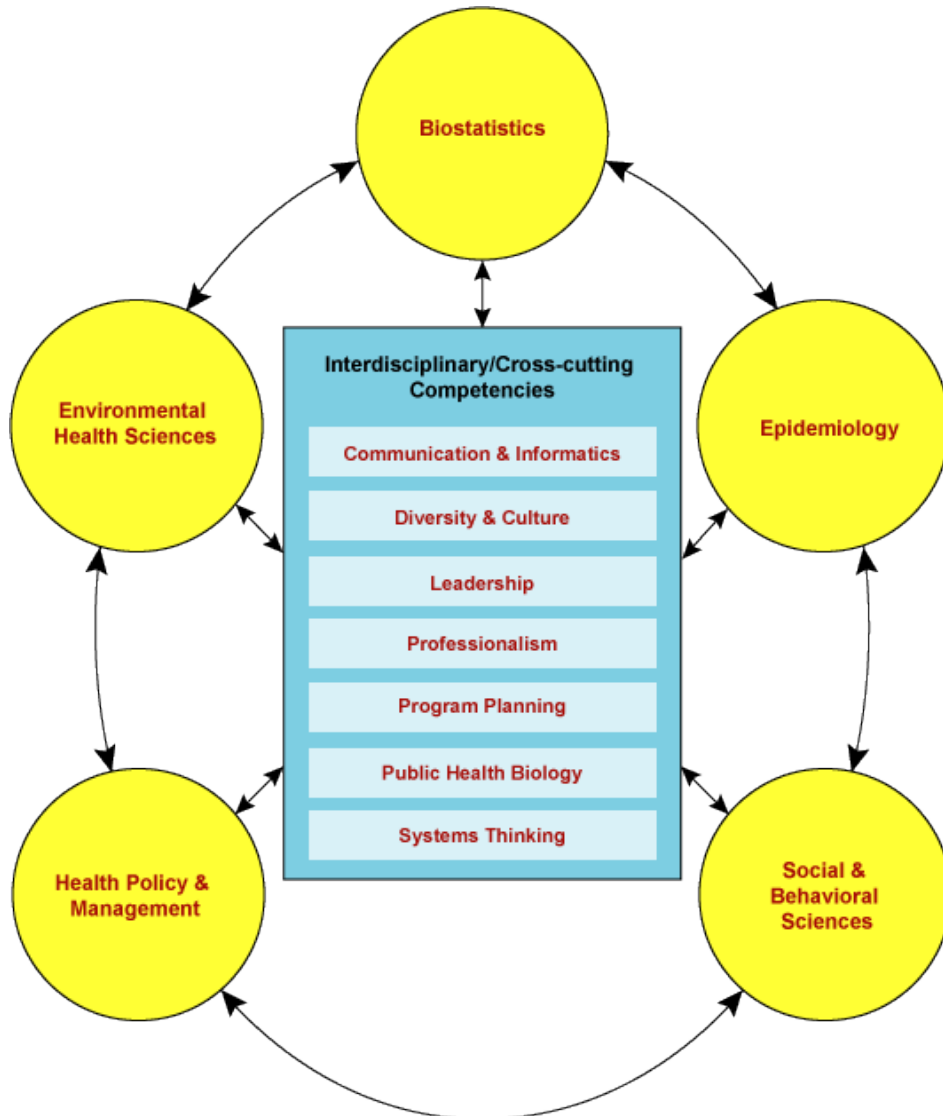 Biostatistics
Environmental
Health Sciences
Interdisciplinary/Cross-cutting
Competencies
Communication & Informatics
Diversity & Culture
Leadership
Professionalism
Program Planning
Public Health Biology
Systems Thinking
Epidemiology
Health Policy &
Management
Social &
Behavioral
Sciences